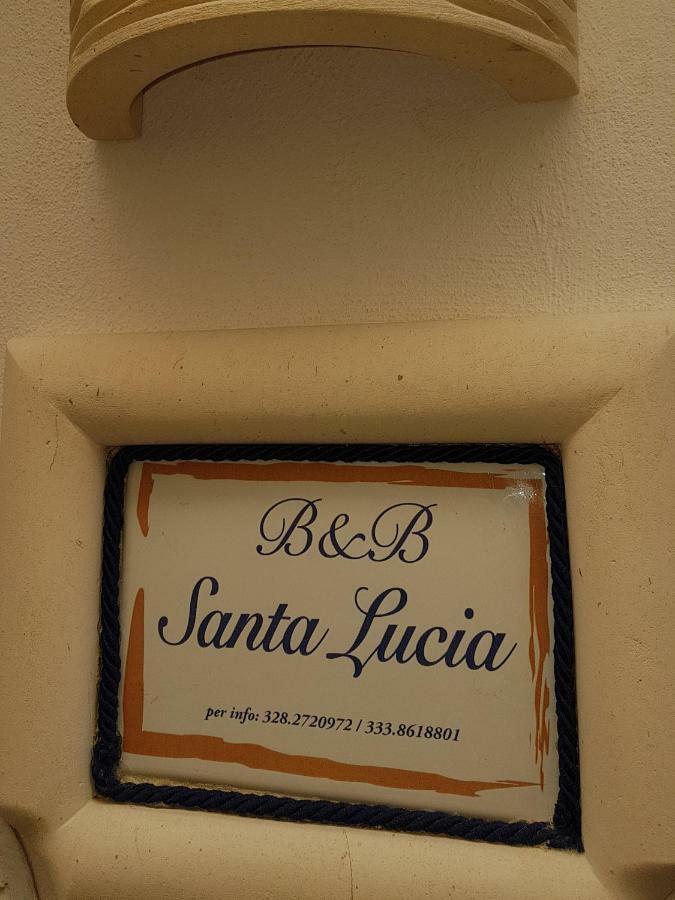 B&B
Santa Lucia
per info: 328.2720972 / 333.8618801